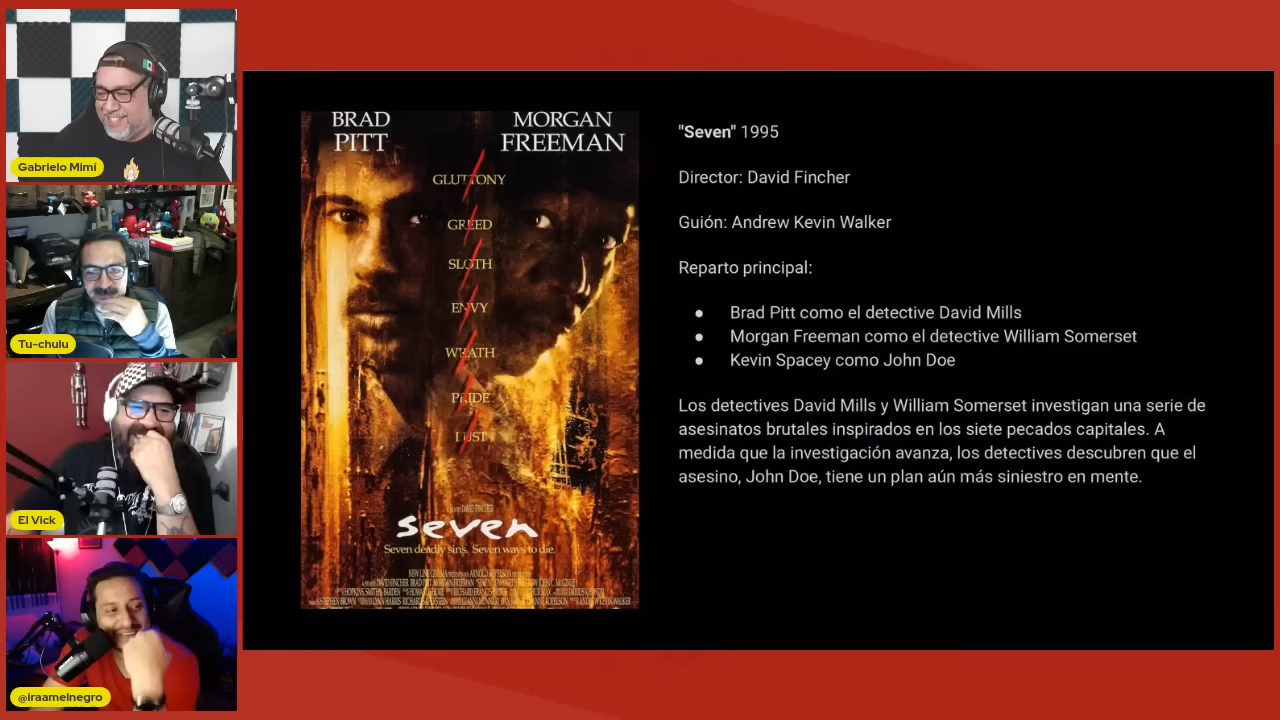 Gabrielo Mimí
Tu-chulu
El Vick
@iraamelnegro
BRAD
PITT
MORGAN
FREEMAN
GLUTTONY
GREED
SLOTH
ENVY
WRATH
PRIDE
LUST
seven
Seven deadly sins. Seven ways to die.
"Seven" 1995
Director: David Fincher
Guión: Andrew Kevin Walker
Reparto principal:
● Brad Pitt como el detective David Mills
● Morgan Freeman como el detective William Somerset
● Kevin Spacey como John Doe
Los detectives David Mills y William Somerset investigan una serie de
asesinatos brutales inspirados en los siete pecados capitales. A
medida que la investigación avanza, los detectives descubren que el
asesino, John Doe, tiene un plan aún más siniestro en mente.